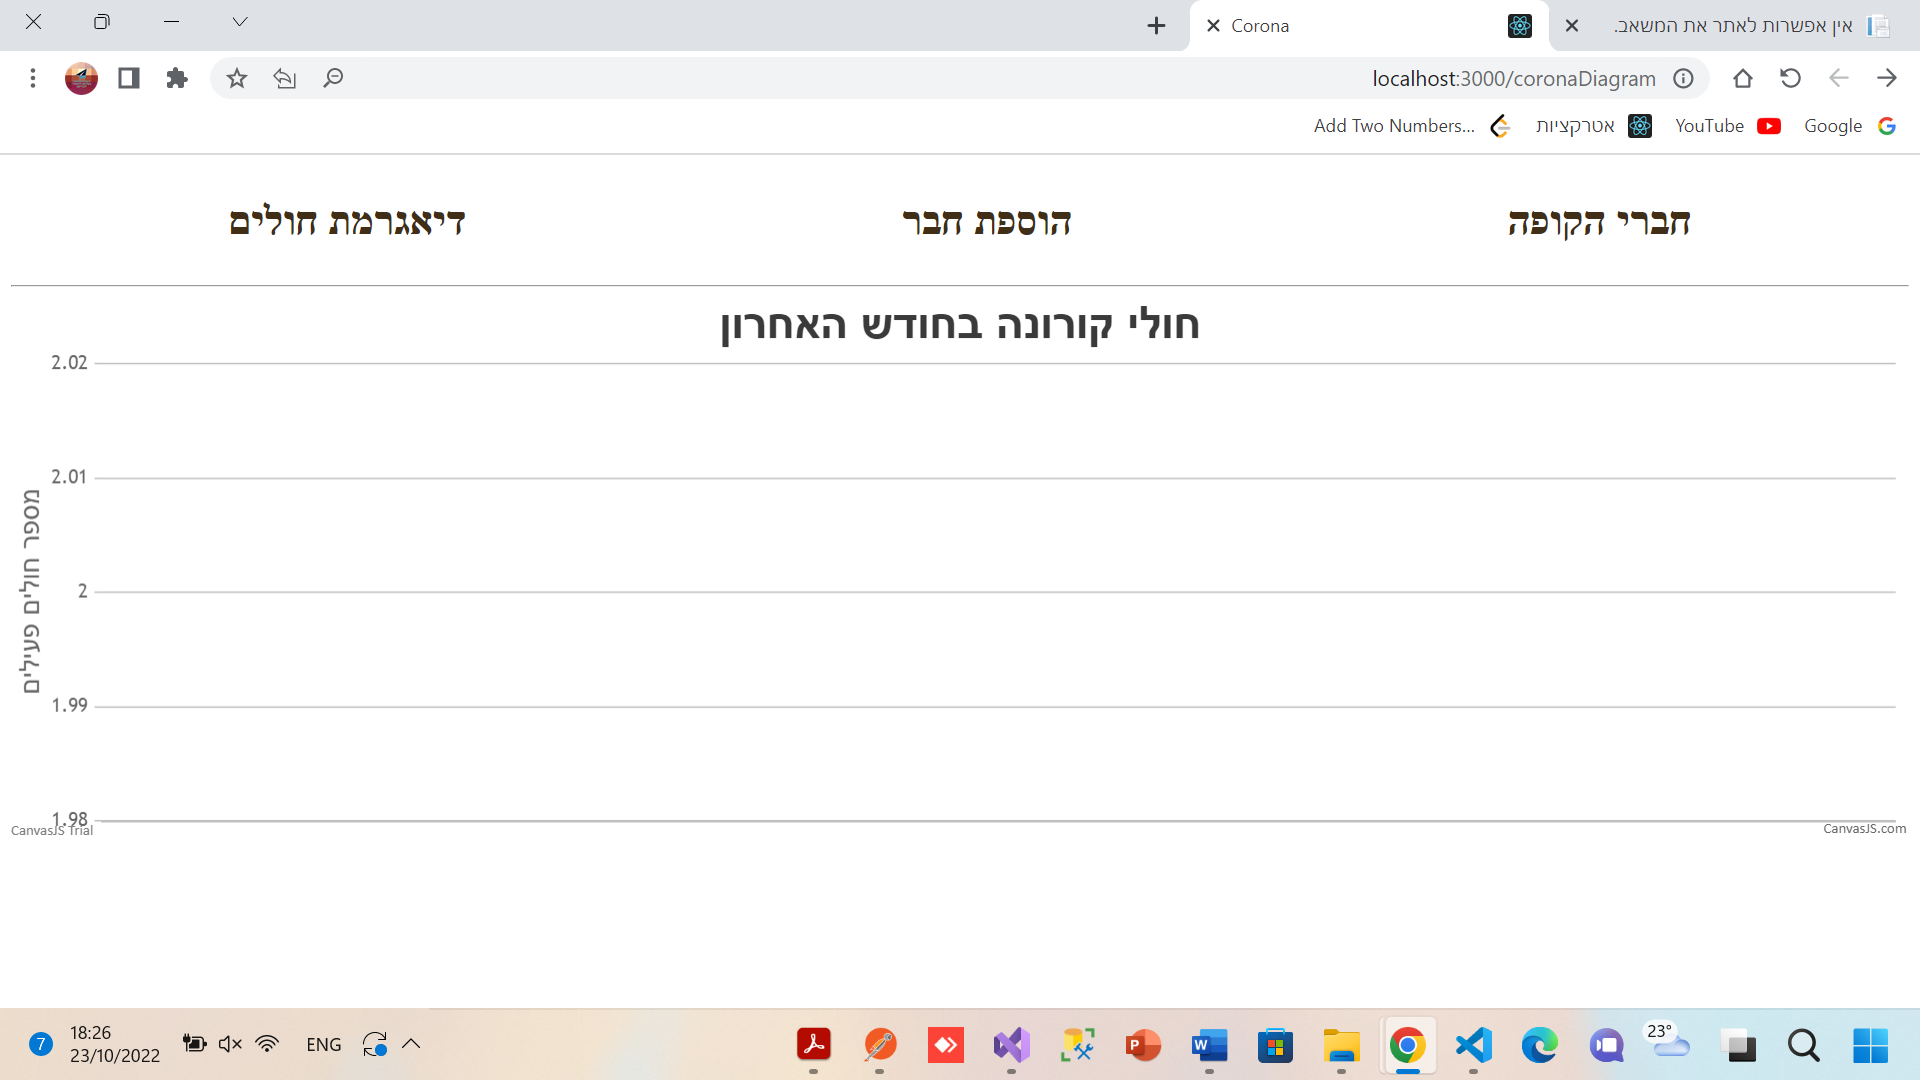 אין אפשרות לאתר את המשאב.
Corona
localhost:3000/coronaDiagram
Google
YouTube
אטרקציות
Add Two Numbers...
חברי הקופה
הוספת חבר
דיאגרמת חולים
חולי קורונה בחודש האחרון
מספר חולים פעילים
2.02
2.01
2
1.99
1.98
CanvasJS Trial
CanvasJS.com
7
18:26
23/10/2022
ENG
P
W
23°